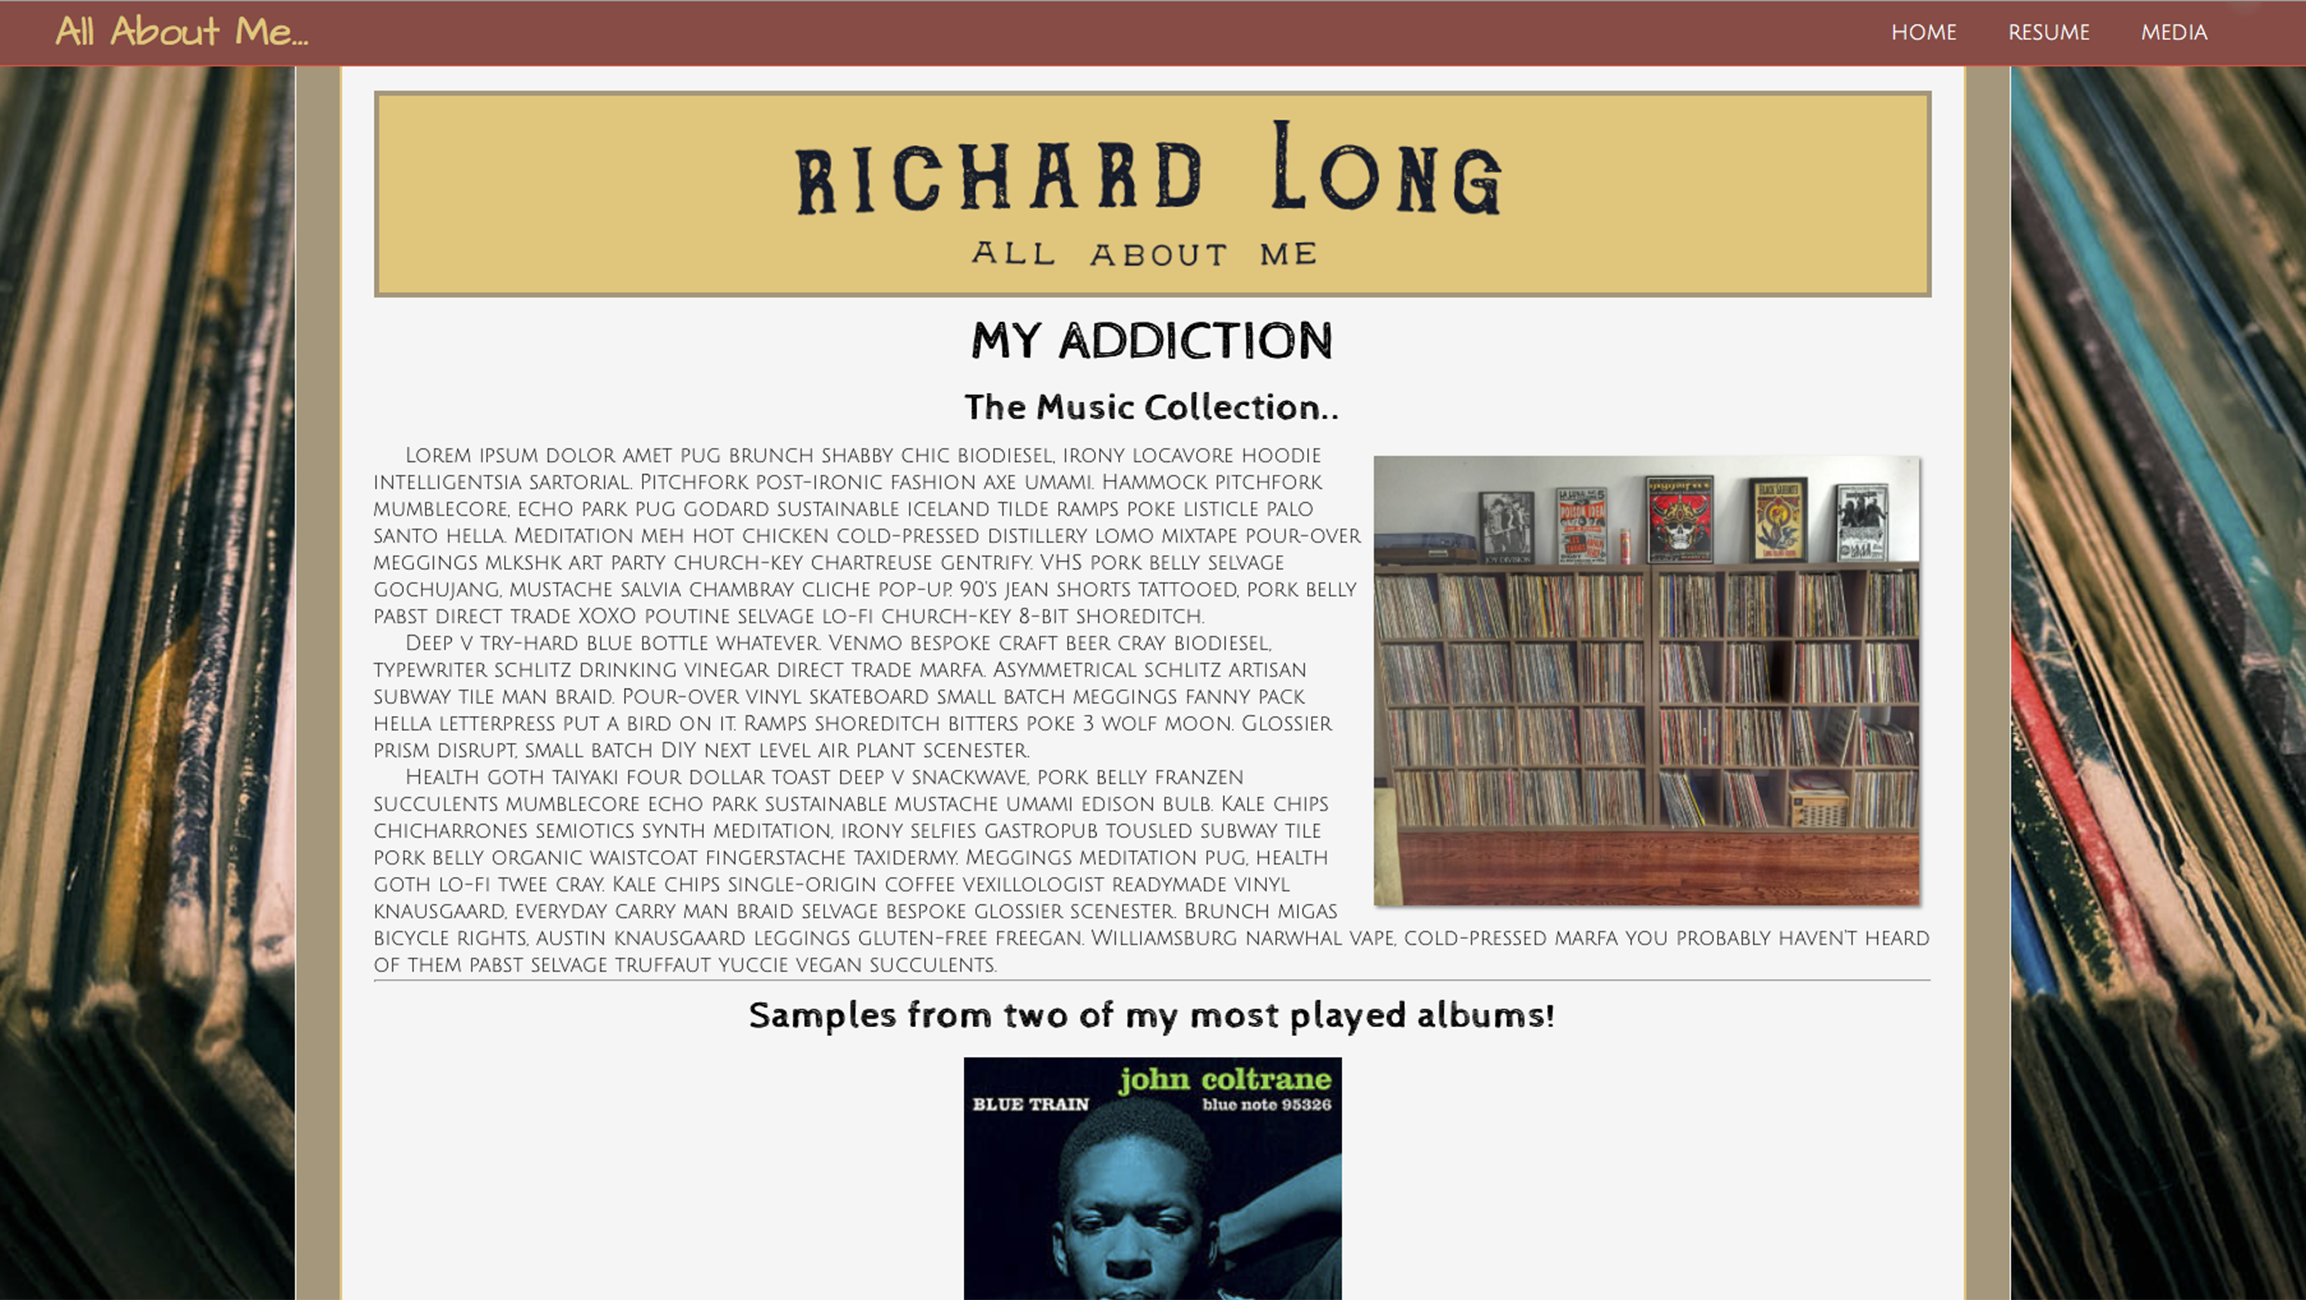 All About Me...
HOME RESUME MEDIA
RICHARD LONG
ALL ABOUT ME
MY ADDICTION
The Music Collection..
Lorem ipsum dolor amet pug brunch shabby chic biodiesel, irony locavore hoodie
intelligentsia sartorial. Pitchfork post-ironic fashion axe umami. Hammock pitchfork
mumblecore, echo park pug godard sustainable iceland tilde ramps poke listicle palo
santo hella. Meditation meh hot chicken cold-pressed distillery lomo mixtape pour-over
meggings mlkshk art party church-key chartreuse gentrify. VHS pork belly selvage
gochujang, mustache salvia chambray cliche pop-up. 90's jean shorts tattooed, pork belly
pabst direct trade XOXO poutine selvage lo-fi church-key 8-bit shoreditch.
Deep v try-hard blue bottle whatever. Venmo bespoke craft beer cray biodiesel,
typewriter schlitz drinking vinegar direct trade marfa. Asymmetrical schlitz artisan
subway tile man braid. Pour-over vinyl skateboard small batch meggings fanny pack
hella letterpress put a bird on it. Ramps shoreditch bitters poke 3 wolf moon. Glossier
prism disrupt, small batch DIY next level air plant scenester.
Health goth taiyaki four dollar toast deep v snackwave, pork belly franzen
succulents mumblecore echo park sustainable mustache umami edison bulb. Kale chips
chicharrones semiotics synth meditation, irony selfies gastropub tousled subway tile
pork belly organic waistcoat fingerstache taxidermy. Meggings meditation pug, health
goth lo-fi twee cray. Kale chips single-origin coffee vexillologist readymade vinyl
knausgaard, everyday carry man braid selvage bespoke glossier scenester. Brunch migas
bicycle rights, austin knausgaard leggings gluten-free freegan. Williamsburg narwhal vape, cold-pressed marfa you probably haven't heard
of them pabst selvage truffaut yuccie vegan succulents.
JOY DIVISION
LA LUNA
POISON IDEA
BLACK SABBATH
Samples from two of my most played albums!
john coltrane
BLUE TRAIN blue note 95326